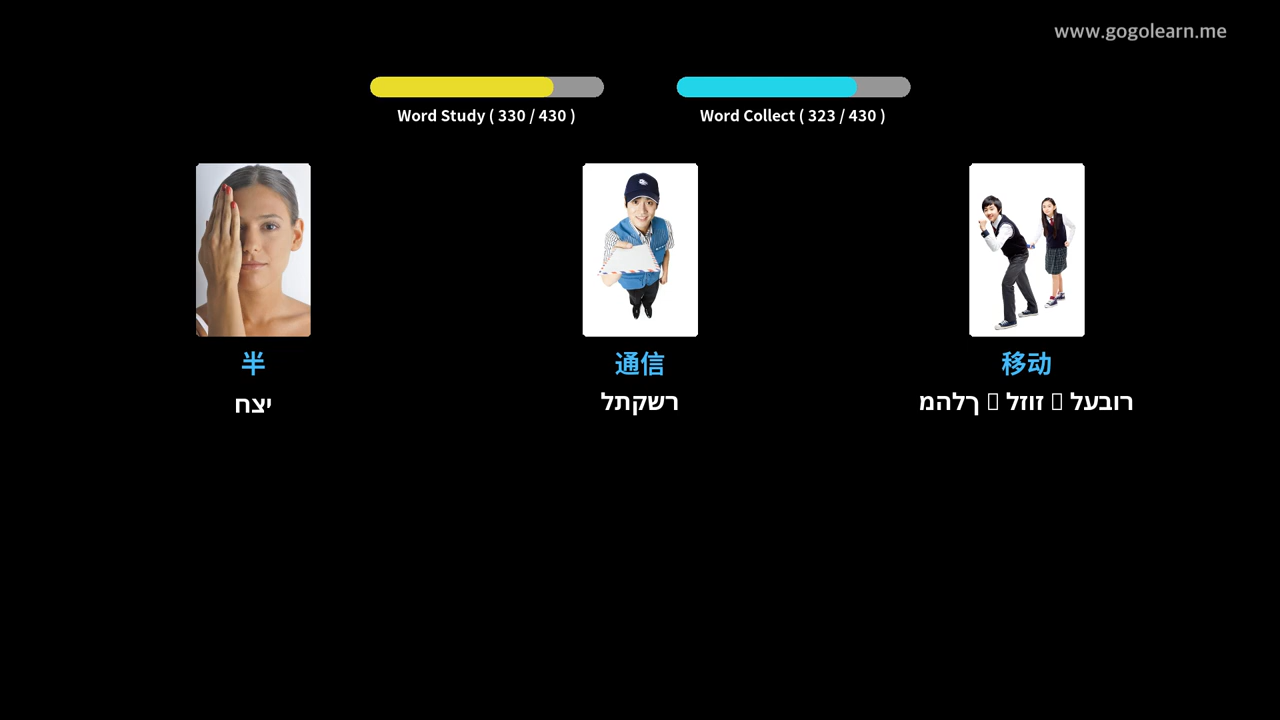 www.gogolearn.me
Word Study ( 330 / 430 )
Word Collect ( 323 / 430 )
半
通信
移动
חצי
לתקשר
מהלך לזוז לעבור